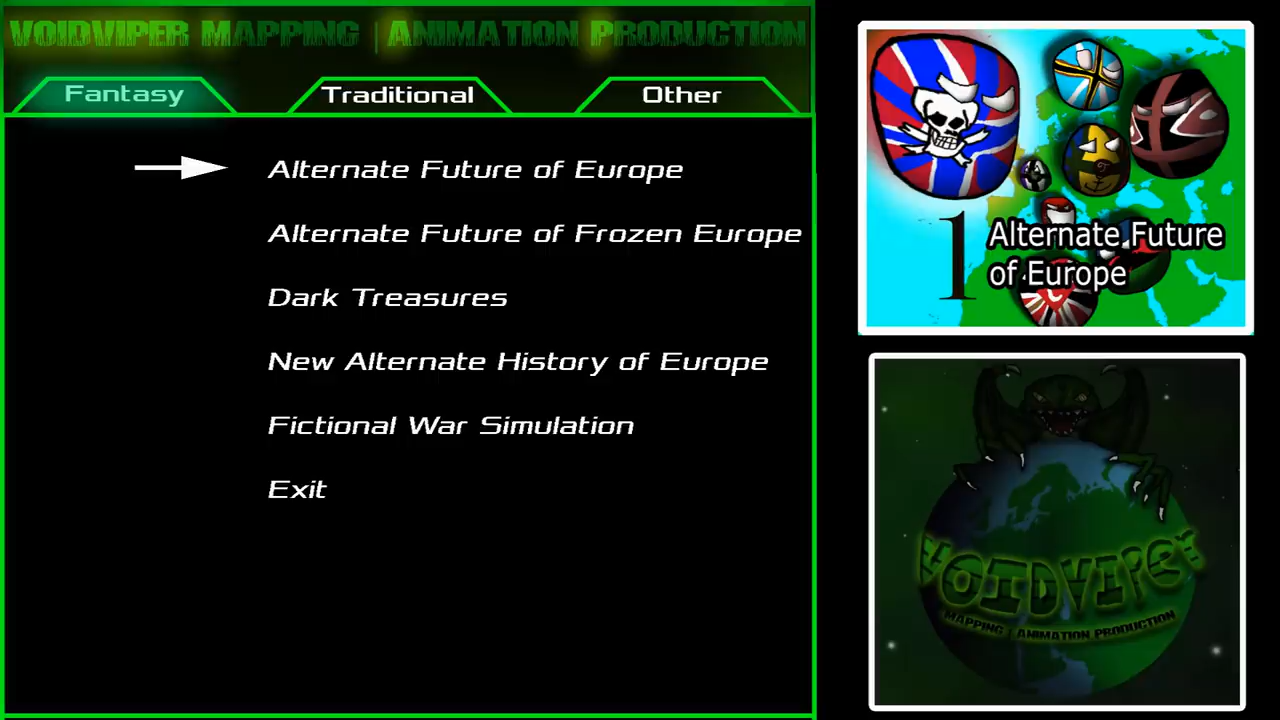 VOIDVIPER MAPPING | ANIMATION PRODUCTION
Fantasy
Traditional
Other
Alternate Future of Europe
Alternate Future of Frozen Europe
Dark Treasures
New Alternate History of Europe
Fictional War Simulation
Exit
1
Alternate Future
of Europe
VOIDVIPER
MAPPING | ANIMATION PRODUCTION